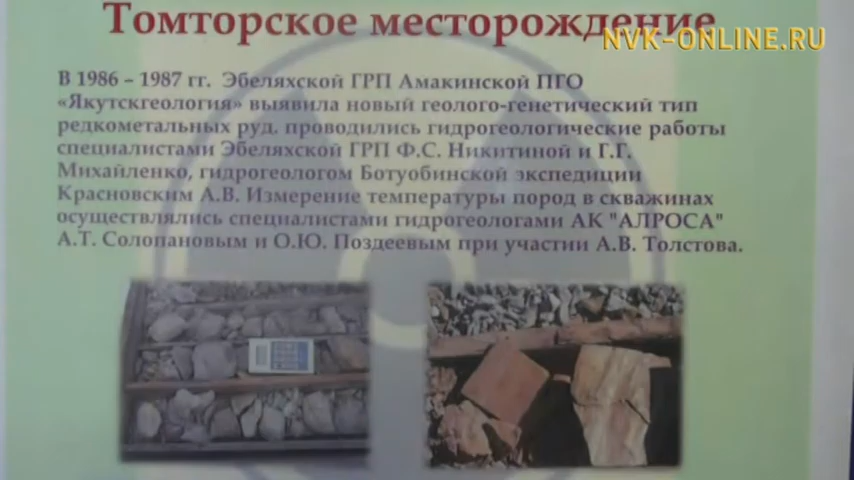 Томторское месторождение
NVK-ONLINE.RU
В 1986 – 1987 гг. Эбеляхской ГРП Амакинской ПГО
«Якутскгеология» выявила новый геолого-генетический тип
редкометальных руд. проводились гидрогеологические работы
специалистами Эбеляхской ГРП Ф.С. Никитиной и Г.Г.
Михайленко, гидрогеологом Ботуобинской экспедиции
Красновским А.В. Измерение температуры пород в скважинах
осуществлялись специалистами гидрогеологами АК "АЛРОСА"
А.Т. Солопановым и О.Ю. Поздеевым при участии А.В. Толстова.